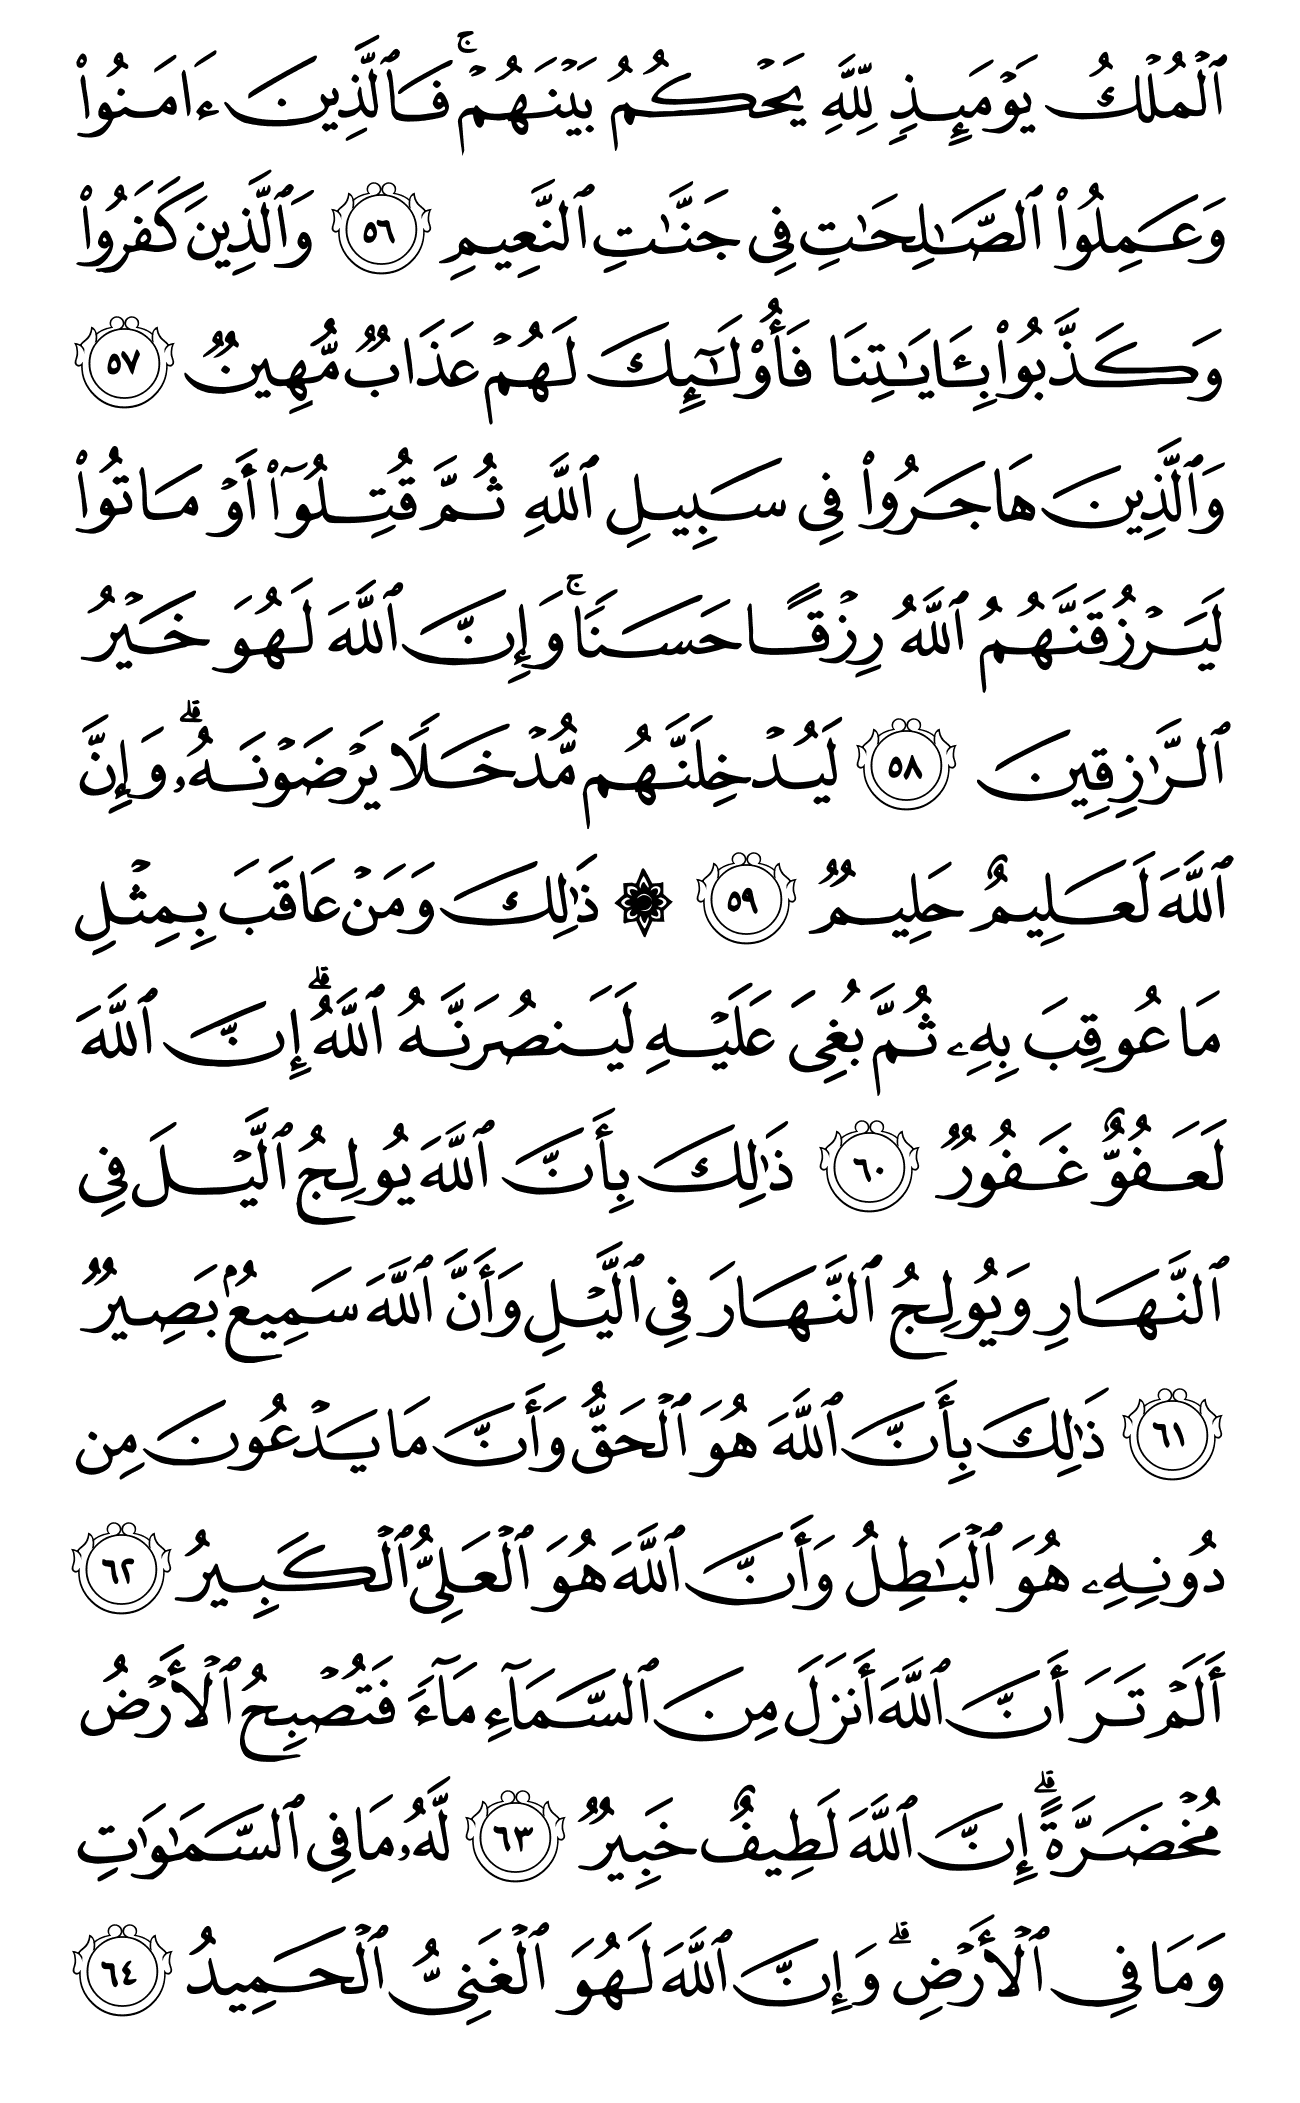 ٱلْمُلْكُ يَوْمَئِذٍ لِّلَّهِ يَحْكُمُ بَيْنَهُمْ ۚ فَٱلَّذِينَ ءَامَنُوا۟
وَعَمِلُوا۟ ٱلصَّـٰلِحَـٰتِ فِى جَنَّـٰتِ ٱلنَّعِيمِ ٥٦ وَٱلَّذِينَ كَفَرُوا۟
وَكَذَّبُوا۟ بِـَٔايَـٰتِنَا فَأُو۟لَـٰٓئِكَ لَهُمْ عَذَابٌ مُّهِينٌ ٥٧
وَٱلَّذِينَ هَاجَرُوا۟ فِى سَبِيلِ ٱللَّهِ ثُمَّ قُتِلُوٓا۟ أَوْ مَاتُوا۟
لَيَرْزُقَنَّهُمُ ٱللَّهُ رِزْقًا حَسَنًا ۚ وَإِنَّ ٱللَّهَ لَهُوَ خَيْرُ
ٱلرَّٰزِقِينَ ٥٨ لَيُدْخِلَنَّهُم مُّدْخَلًا يَرْضَوْنَهُۥ ۗ وَإِنَّ
ٱللَّهَ لَعَلِيمٌ حَلِيمٌ ٥٩ ۞ ذَٰلِكَ وَمَنْ عَاقَبَ بِمِثْلِ
مَا عُوقِبَ بِهِۦ ثُمَّ بُغِىَ عَلَيْهِ لَيَنصُرَنَّهُ ٱللَّهُ ۗ إِنَّ ٱللَّهَ
لَعَفُوٌّ غَفُورٌ ٦٠ ذَٰلِكَ بِأَنَّ ٱللَّهَ يُولِجُ ٱلَّيْلَ فِى
ٱلنَّهَارِ وَيُولِجُ ٱلنَّهَارَ فِى ٱلَّيْلِ وَأَنَّ ٱللَّهَ سَمِيعٌۢ بَصِيرٌ
٦١ ذَٰلِكَ بِأَنَّ ٱللَّهَ هُوَ ٱلْحَقُّ وَأَنَّ مَا يَدْعُونَ مِن
دُونِهِۦ هُوَ ٱلْبَـٰطِلُ وَأَنَّ ٱللَّهَ هُوَ ٱلْعَلِىُّ ٱلْكَبِيرُ ٦٢
أَلَمْ تَرَ أَنَّ ٱللَّهَ أَنزَلَ مِنَ ٱلسَّمَآءِ مَآءً فَتُصْبِحُ ٱلْأَرْضُ
مُخْضَرَّةً ۗ إِنَّ ٱللَّهَ لَطِيفٌ خَبِيرٌ ٦٣ لَّهُۥ مَا فِى ٱلسَّمَـٰوَٰتِ
وَمَا فِى ٱلْأَرْضِ ۗ وَإِنَّ ٱللَّهَ لَهُوَ ٱلْغَنِىُّ ٱلْحَمِيدُ ٦٤